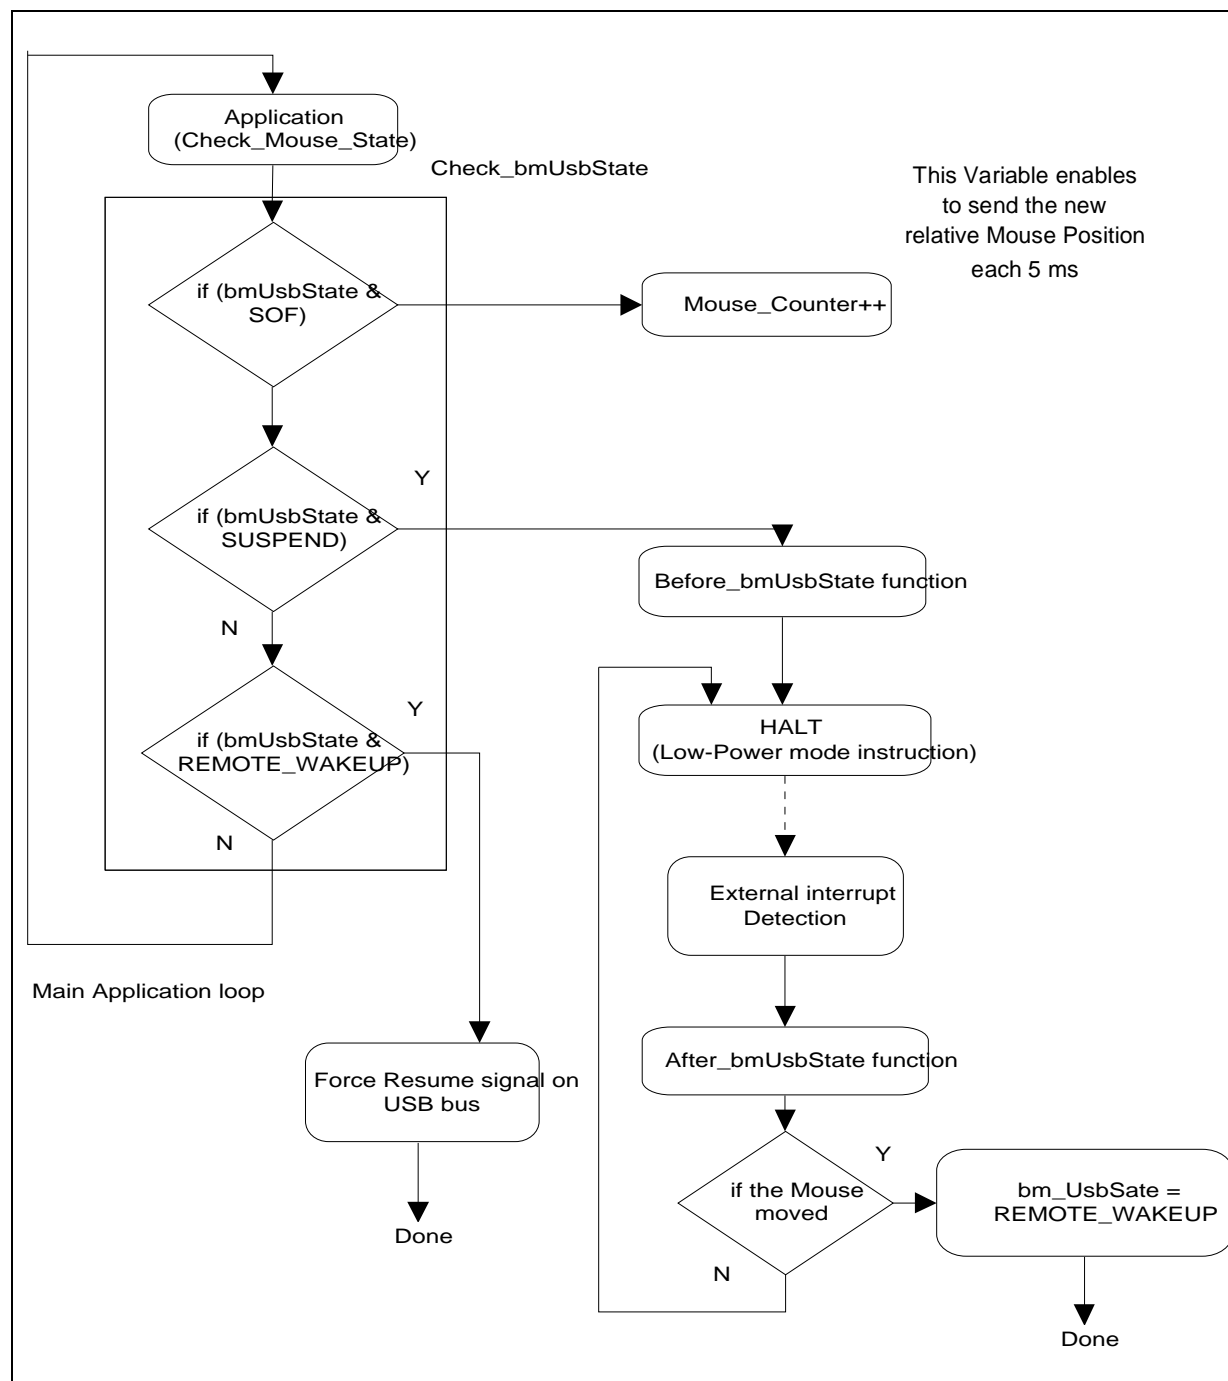 Application
(Check_Mouse_State)
Check_bmUsbState
This Variable enables
to send the new
relative Mouse Position
each 5 ms
if (bmUsbState &
SOF)
Mouse_Counter++
Y
if (bmUsbState &
SUSPEND)
Before_bmUsbState function
N
Y
if (bmUsbState &
REMOTE_WAKEUP)
N
HALT
(Low-Power mode instruction)
External interrupt
Detection
Main Application loop
After_bmUsbState function
Force Resume signal on
USB bus
Done
Y
if the Mouse
moved
N
bm_UsbSate =
REMOTE_WAKEUP
Done